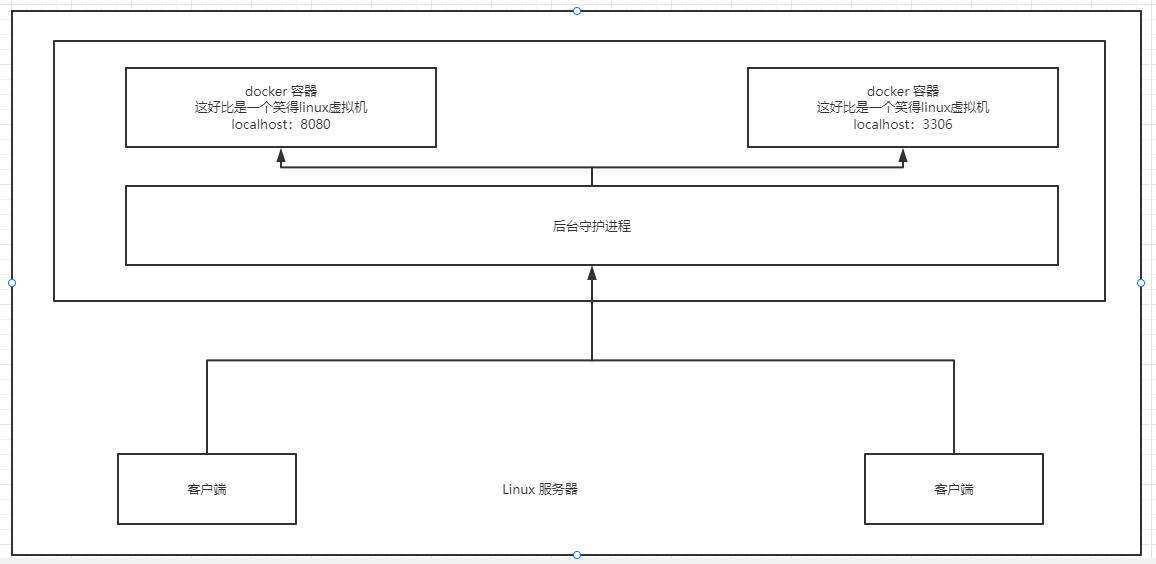 docker 容器
这好比是一个笑得linux虚拟机
localhost：8080
docker 容器
这好比是一个笑得linux虚拟机
localhost：3306
后台守护进程
客户端
Linux 服务器
客户端